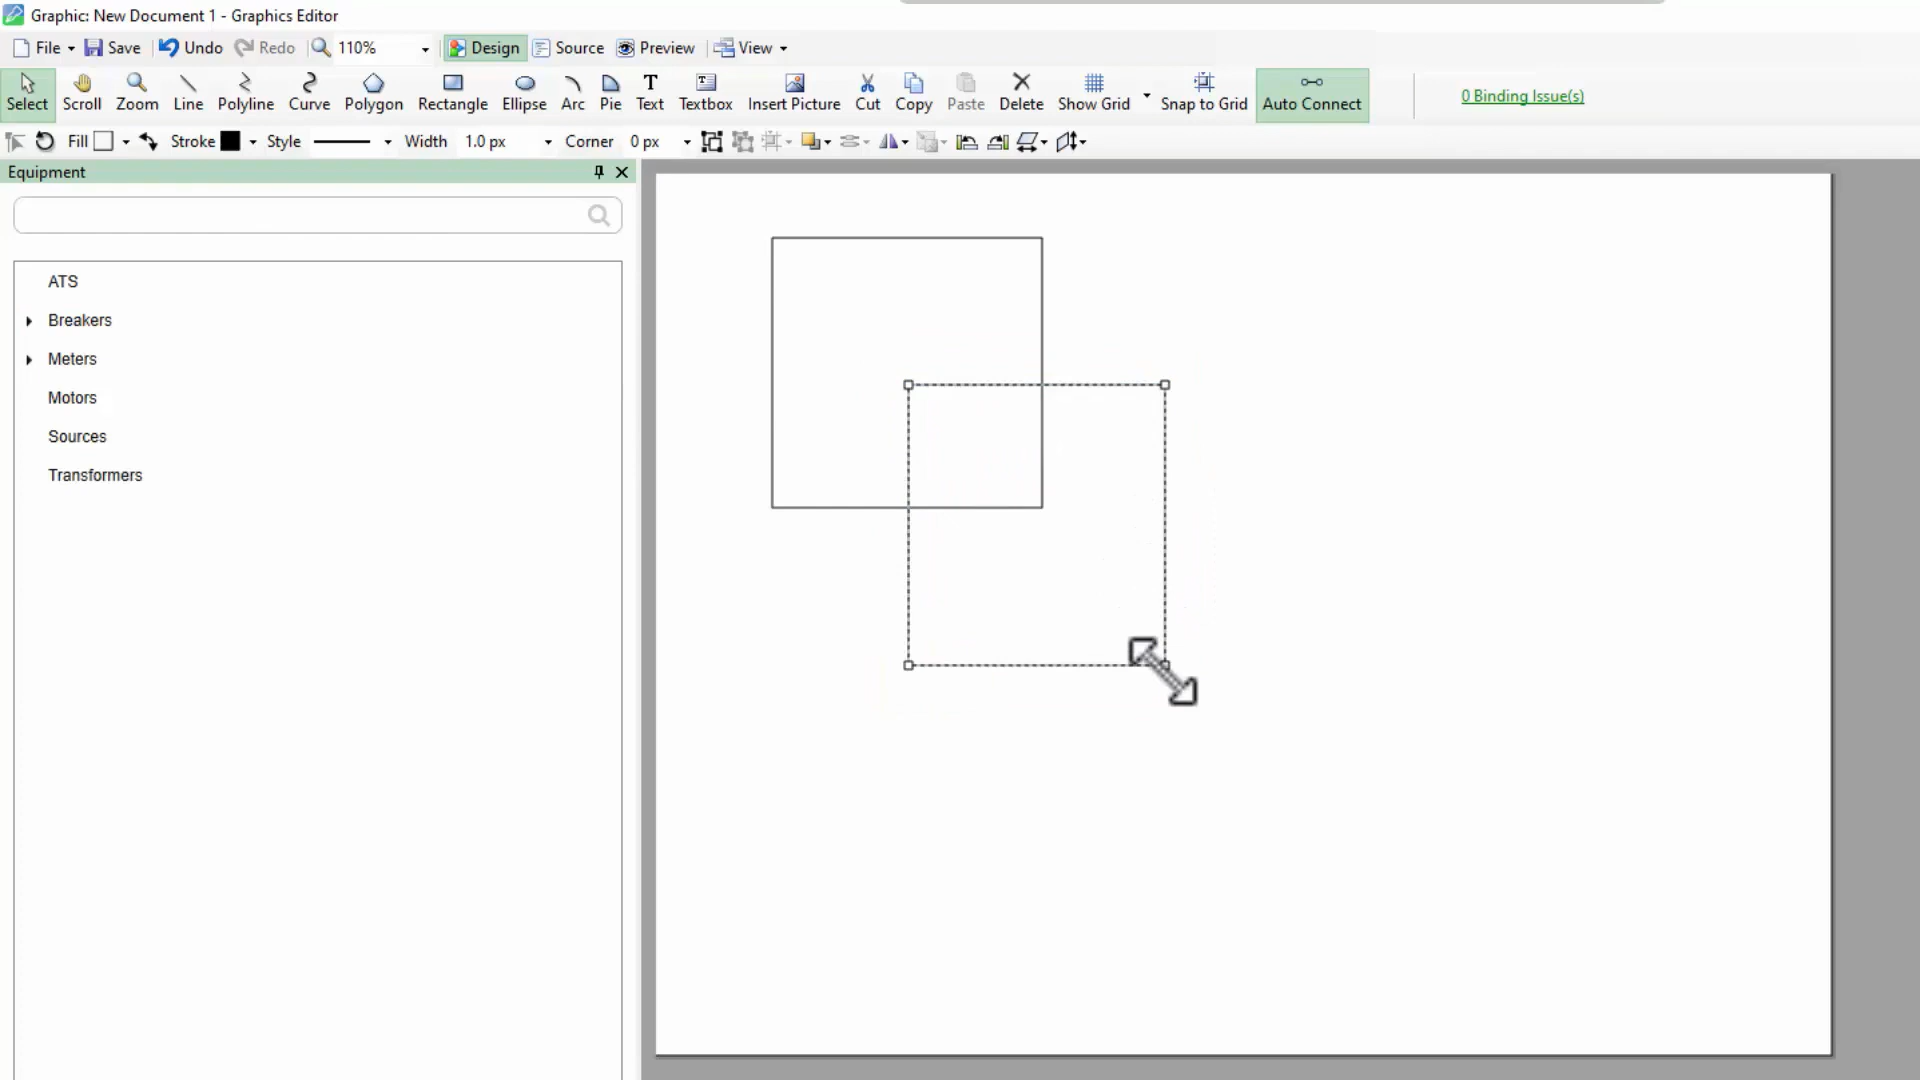 Graphic: New Document 1 - Graphics Editor
File Save Undo Redo 110% Design Source Preview View
Select Scroll Zoom Line Polyline Curve Polygon Rectangle Ellipse Arc Pie Text Textbox Insert Picture Cut Copy Paste Delete Show Grid Snap to Grid Auto Connect 0 Binding Issue(s)
Fill Stroke Style Width 1.0 px Corner 0 px
Equipment
ATS
Breakers
Meters
Motors
Sources
Transformers